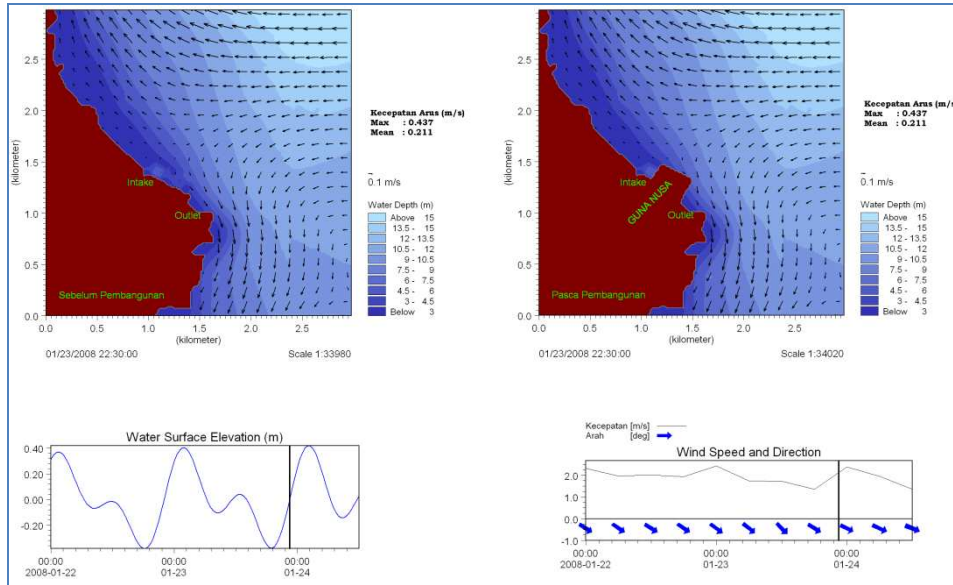 2.5
2.0
1.5
1.0
0.5
0.0
(kilometer)
0.0 0.5 1.0 1.5 2.0 2.5
(kilometer)
Intake
Outlet
Sebelum Pembangunan
01/23/2008 22:30:00 Scale 1:33980
Kecepatan Arus (m/s)
Max : 0.437
Mean : 0.211
0.1 m/s
Water Depth (m)
Above 15
13.5 - 15
12 - 13.5
10.5 - 12
9 - 10.5
7.5 - 9
6 - 7.5
4.5 - 6
3 - 4.5
Below 3
2.5
2.0
1.5
1.0
0.5
0.0
(kilometer)
0.0 0.5 1.0 1.5 2.0 2.5
(kilometer)
Intake
GUNA NUSA
Outlet
Pasca Pembangunan
01/23/2008 22:30:00 Scale 1:34020
Kecepatan Arus (m/s)
Max : 0.437
Mean : 0.211
0.1 m/s
Water Depth (m)
Above 15
13.5 - 15
12 - 13.5
10.5 - 12
9 - 10.5
7.5 - 9
6 - 7.5
4.5 - 6
3 - 4.5
Below 3
Water Surface Elevation (m)
0.40
0.20
0.00
-0.20
00:00 00:00 00:00
2008-01-22 01-23 01-24
Kecepatan [m/s]
Arah [deg]
Wind Speed and Direction
2.0
1.0
0.0
-1.0
00:00 00:00 00:00
2008-01-22 01-23 01-24